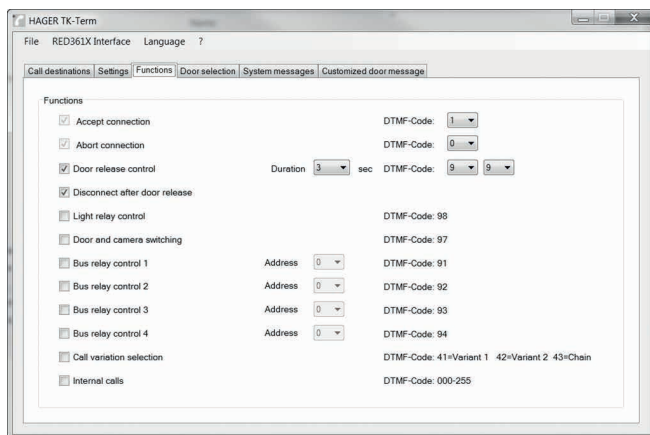 HAGER TK-Term
File RED361X Interface Language ?
Call destinations Settings Functions Door selection System messages Customized door message
Functions
Accept connection DTMF-Code: 1
Abort connection DTMF-Code: 0
Door release control Duration 3 sec DTMF-Code: 9 9
Disconnect after door release
Light relay control DTMF-Code: 98
Door and camera switching DTMF-Code: 97
Bus relay control 1 Address 0 DTMF-Code: 91
Bus relay control 2 Address 0 DTMF-Code: 92
Bus relay control 3 Address 0 DTMF-Code: 93
Bus relay control 4 Address 0 DTMF-Code: 94
Call variation selection DTMF-Code: 41=Variant 1 42=Variant 2 43=Chain
Internal calls DTMF-Code: 000-255